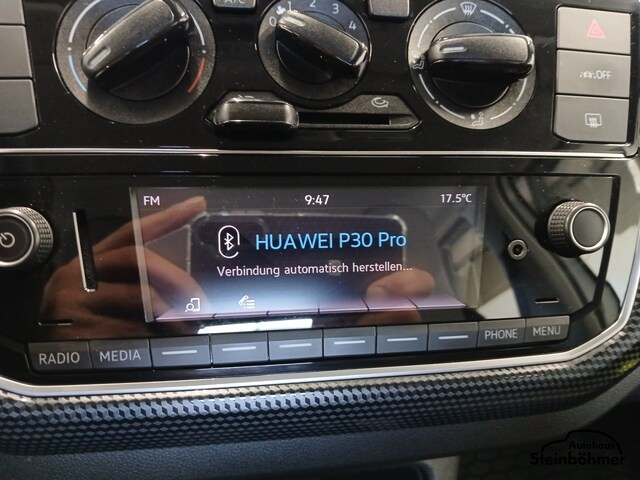 A/C
0 1 2 3 4
OFF
FM 9:47 17.5°C
HUAWEI P30 Pro
Verbindung automatisch herstellen...
RADIO MEDIA PHONE MENU
Autohaus
Steinböhmer